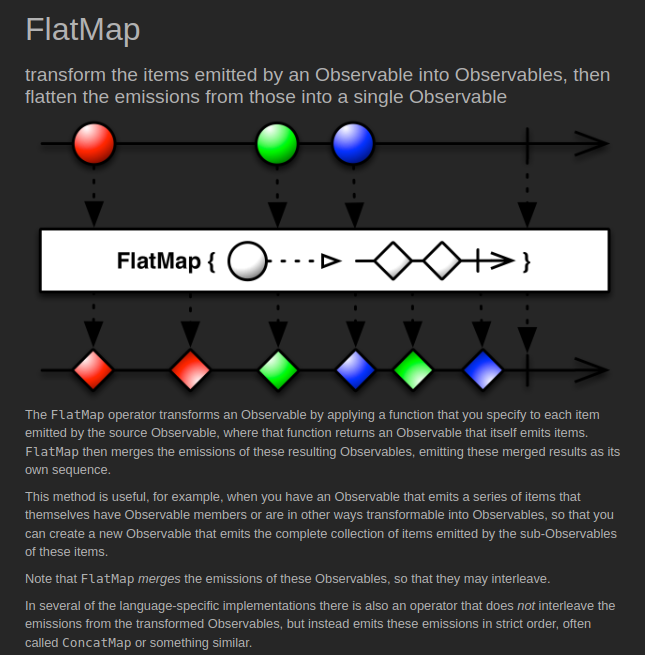 FlatMap
transform the items emitted by an Observable into Observables, then
flatten the emissions from those into a single Observable
FlatMap { }
The FlatMap operator transforms an Observable by applying a function that you specify to each item
emitted by the source Observable, where that function returns an Observable that itself emits items.
FlatMap then merges the emissions of these resulting Observables, emitting these merged results as its
own sequence.
This method is useful, for example, when you have an Observable that emits a series of items that
themselves have Observable members or are in other ways transformable into Observables, so that you
can create a new Observable that emits the complete collection of items emitted by the sub-Observables
of these items.
Note that FlatMap merges the emissions of these Observables, so that they may interleave.
In several of the language-specific implementations there is also an operator that does not interleave the
emissions from the transformed Observables, but instead emits these emissions in strict order, often
called ConcatMap or something similar.